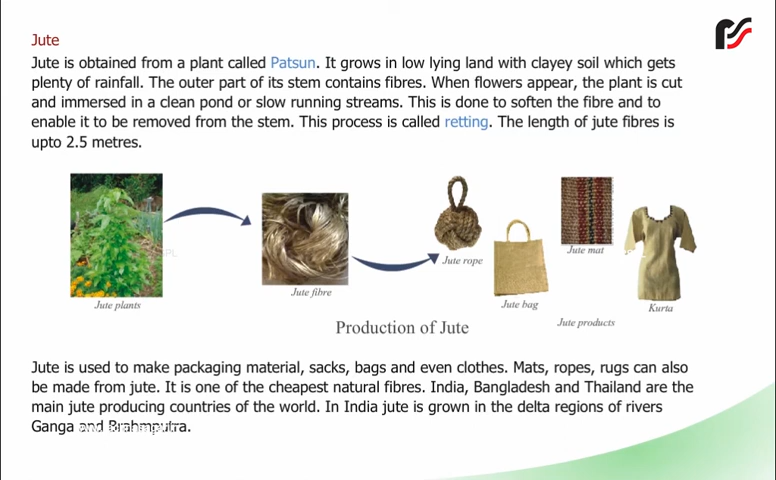 Jute
Jute is obtained from a plant called Patsun. It grows in low lying land with clayey soil which gets
plenty of rainfall. The outer part of its stem contains fibres. When flowers appear, the plant is cut
and immersed in a clean pond or slow running streams. This is done to soften the fibre and to
enable it to be removed from the stem. This process is called retting. The length of jute fibres is
upto 2.5 metres.
Jute plants
Jute fibre
Jute rope
Jute bag
Jute mat
Kurta
Jute products
Production of Jute
Jute is used to make packaging material, sacks, bags and even clothes. Mats, ropes, rugs can also
be made from jute. It is one of the cheapest natural fibres. India, Bangladesh and Thailand are the
main jute producing countries of the world. In India jute is grown in the delta regions of rivers
Ganga and